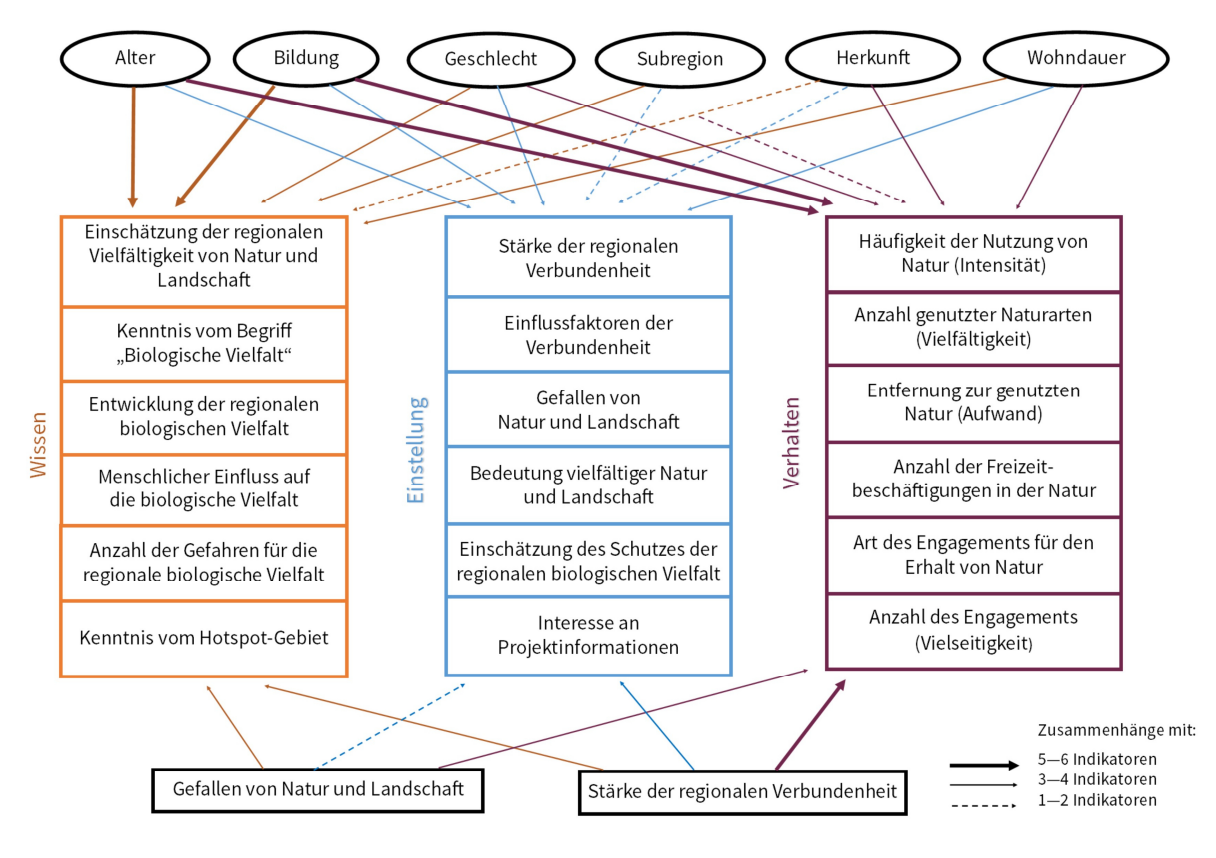 Alter
Bildung
Geschlecht
Subregion
Herkunft
Wohndauer
Wissen
Einschätzung der regionalen
Vielfältigkeit von Natur und
Landschaft
Kenntnis vom Begriff
„Biologische Vielfalt“
Entwicklung der regionalen
biologischen Vielfalt
Menschlicher Einfluss auf
die biologische Vielfalt
Anzahl der Gefahren für die
regionale biologische Vielfalt
Kenntnis vom Hotspot-Gebiet
Einstellung
Stärke der regionalen
Verbundenheit
Einflussfaktoren der
Verbundenheit
Gefallen von
Natur und Landschaft
Bedeutung vielfältiger Natur
und Landschaft
Einschätzung des Schutzes der
regionalen biologischen Vielfalt
Interesse an
Projektinformationen
Verhalten
Häufigkeit der Nutzung von
Natur (Intensität)
Anzahl genutzter Naturarten
(Vielfältigkeit)
Entfernung zur genutzten
Natur (Aufwand)
Anzahl der Freizeit-
beschäftigungen in der Natur
Art des Engagements für den
Erhalt von Natur
Anzahl des Engagements
(Vielseitigkeit)
Gefallen von Natur und Landschaft
Stärke der regionalen Verbundenheit
Zusammenhänge mit:
5—6 Indikatoren
3—4 Indikatoren
1—2 Indikatoren